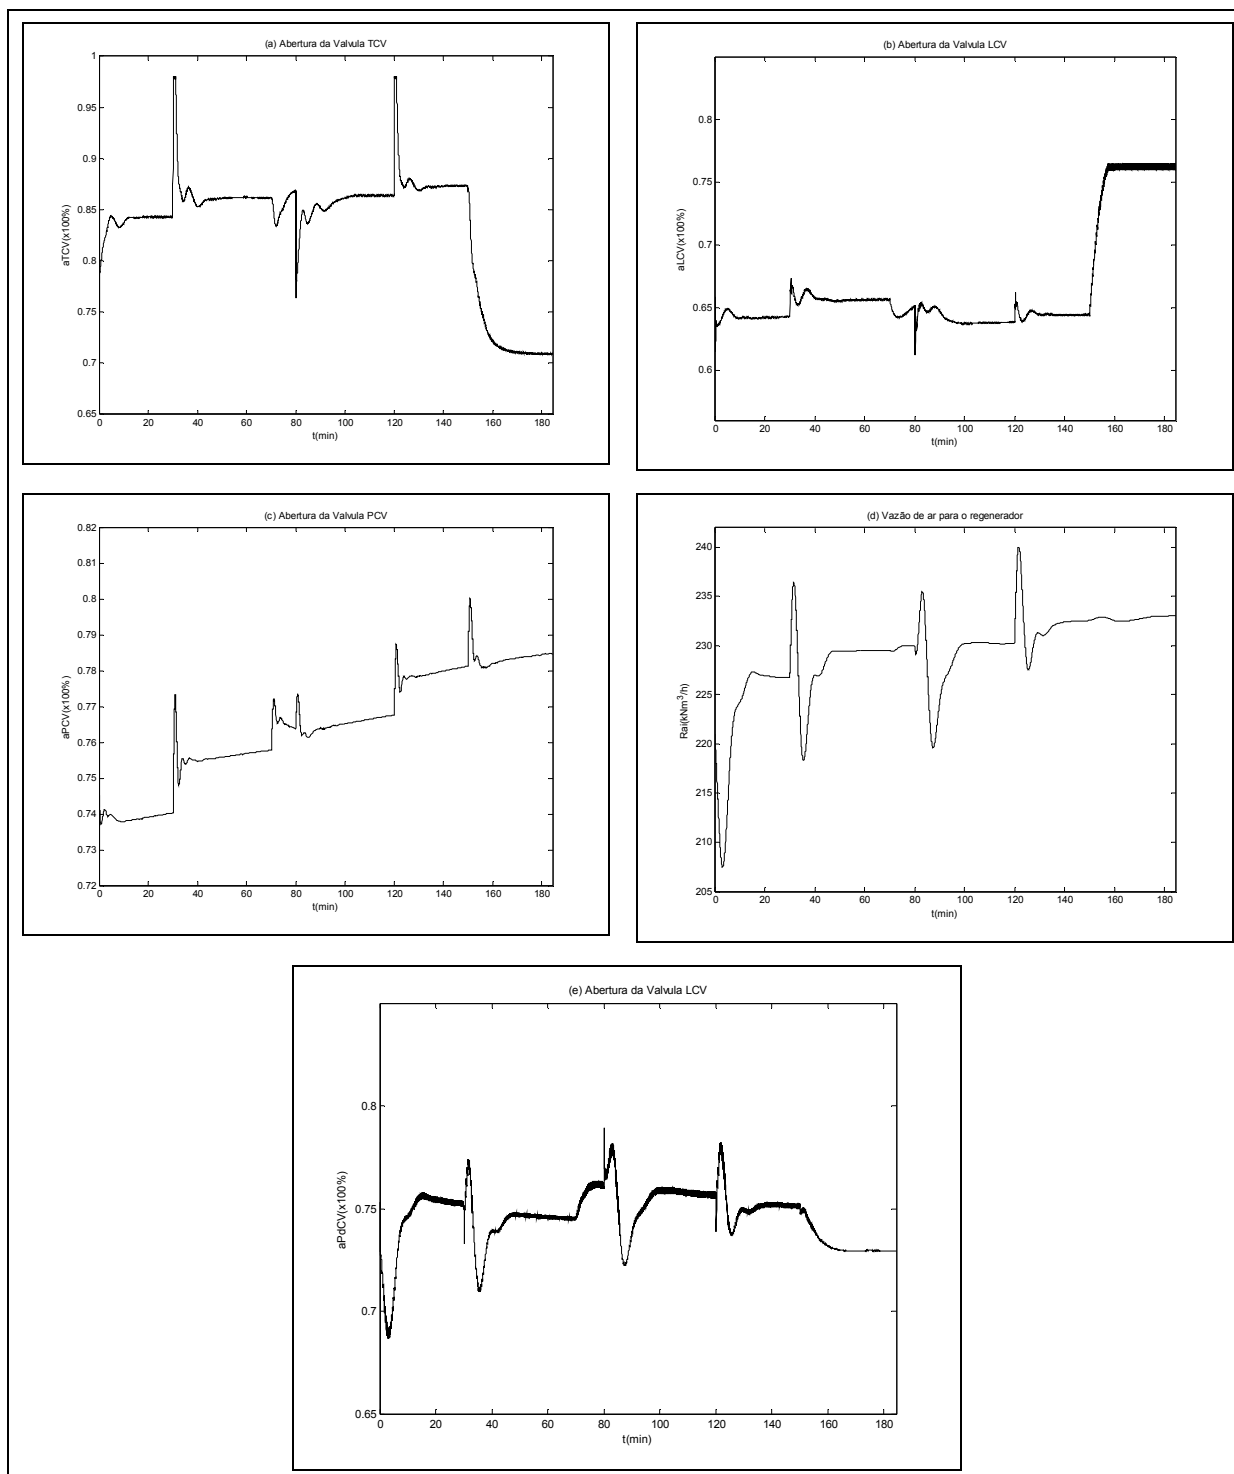 (a) Abertura da Valvula TCV
1
0.95
0.9
0.85
0.8
0.75
0.7
0.65
aTCV(x100%)
0 20 40 60 80 100 120 140 160 180
t(min)
(b) Abertura da Valvula LCV
0.8
0.75
0.7
0.65
0.6
aLCV(x100%)
0 20 40 60 80 100 120 140 160 180
t(min)
(c) Abertura da Valvula PCV
0.82
0.81
0.8
0.79
0.78
0.77
0.76
0.75
0.74
0.73
0.72
aPCV(x100%)
0 20 40 60 80 100 120 140 160 180
t(min)
(d) Vazão de ar para o regenerador
240
235
230
225
220
215
210
205
Rai(kNm³/h)
0 20 40 60 80 100 120 140 160 180
t(min)
(e) Abertura da Valvula LCV
0.8
0.75
0.7
0.65
aPdCV(x100%)
0 20 40 60 80 100 120 140 160 180
t(min)